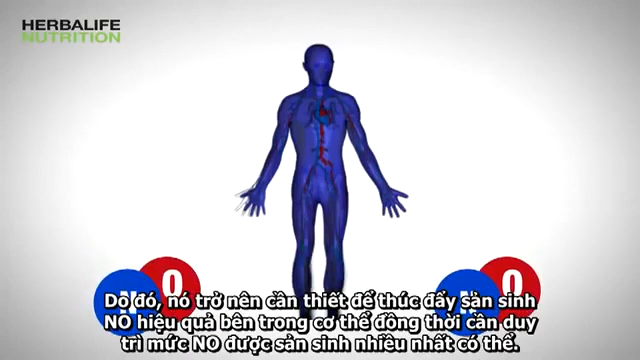 HERBALIFE
NUTRITION
N O
N O
Do đó, nó trở nên cần thiết để thúc đẩy sản sinh
NO hiệu quả bên trong cơ thể đồng thời cần duy
trì mức NO được sản sinh nhiều nhất có thể.